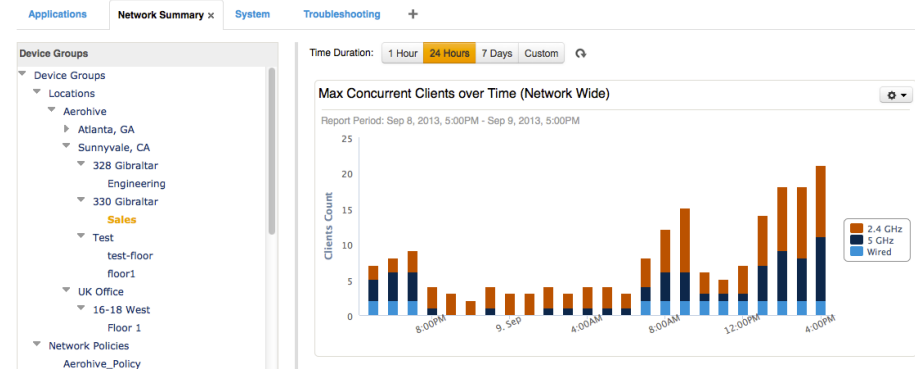 Applications Network Summary × System Troubleshooting +
Device Groups
Device Groups
Locations
Aerohive
Atlanta, GA
Sunnyvale, CA
328 Gibraltar
Engineering
330 Gibraltar
Sales
Test
test-floor
floor1
UK Office
16-18 West
Floor 1
Network Policies
Aerohive_Policy
Time Duration: 1 Hour 24 Hours 7 Days Custom
Max Concurrent Clients over Time (Network Wide)
Report Period: Sep 8, 2013, 5:00PM - Sep 9, 2013, 5:00PM
Clients Count
25
20
15
10
5
0
8:00PM 9. Sep 4:00AM 8:00AM 12:00PM 4:00PM
2.4 GHz
5 GHz
Wired